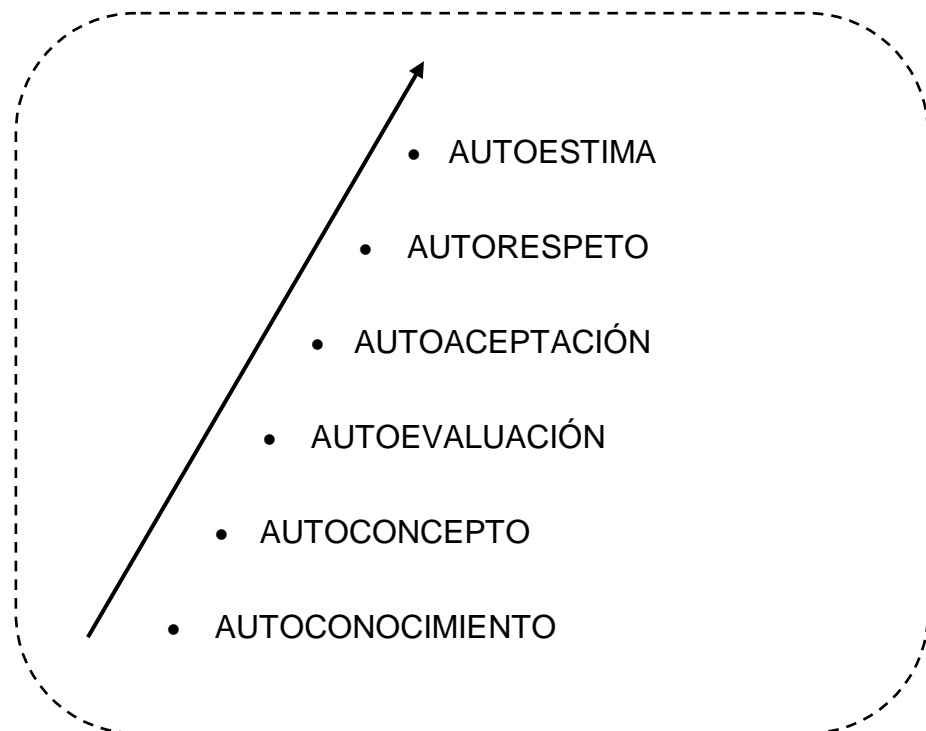 • AUTOESTIMA
• AUTORESPETO
• AUTOACEPTACIÓN
• AUTOEVALUACIÓN
• AUTOCONCEPTO
• AUTOCONOCIMIENTO